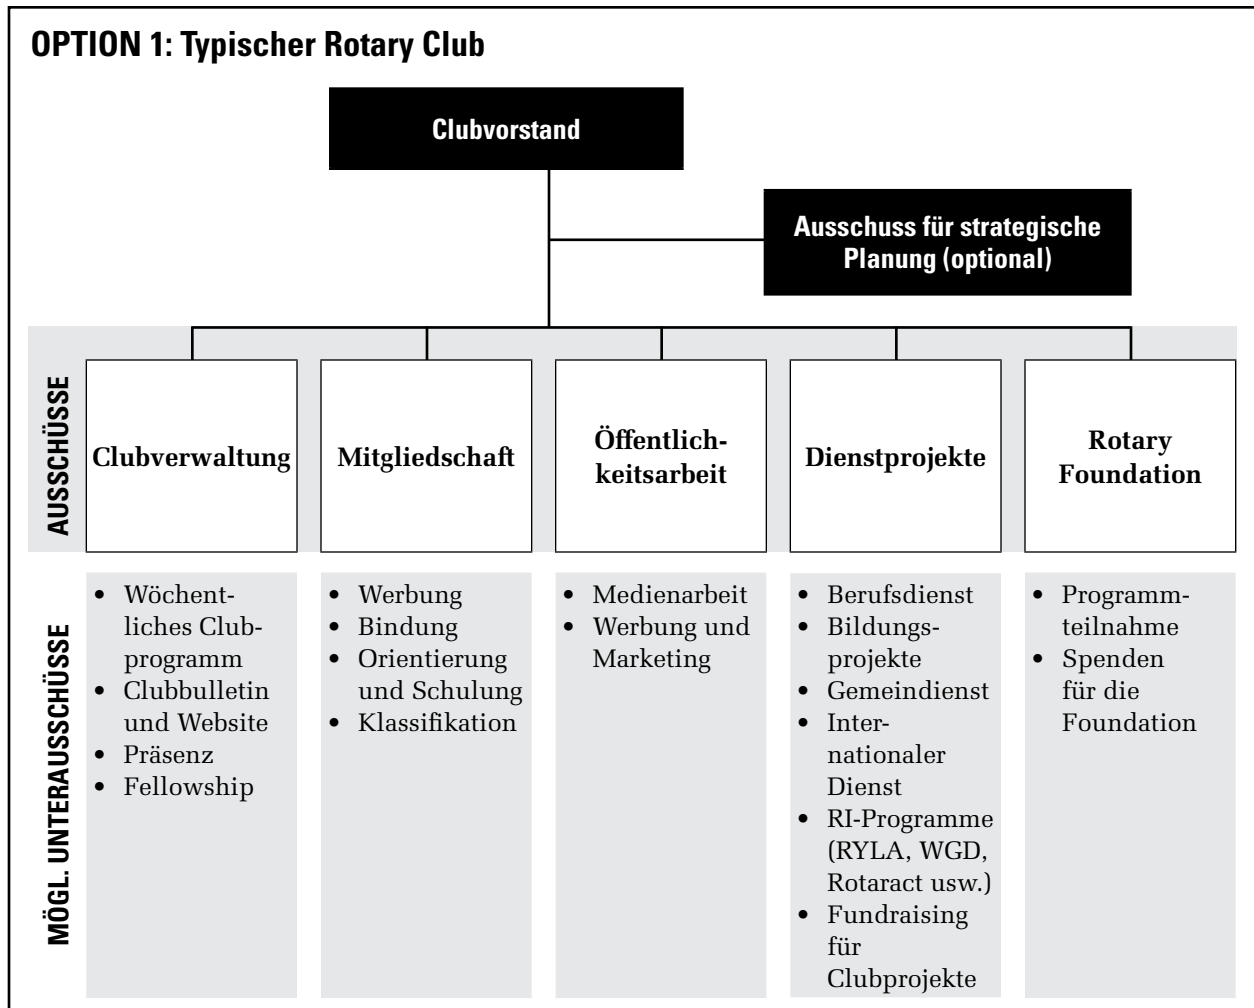 OPTION 1: Typischer Rotary Club
Clubvorstand
Ausschuss für strategische
Planung (optional)
AUSSCHÜSSE
Clubverwaltung
Mitgliedschaft
Öffentlich-
keitsarbeit
Dienstprojekte
Rotary
Foundation
MÖGL. UNTERAUSSCHÜSSE
• Wöchent-
liches Club-
programm
• Clubbulletin
und Website
• Präsenz
• Fellowship
• Werbung
• Bindung
• Orientierung
und Schulung
• Klassifikation
• Medienarbeit
• Werbung und
Marketing
• Berufsdienst
• Bildungs-
projekte
• Gemeindienst
• Inter-
nationaler
Dienst
• RI-Programme
(RYLA, WGD,
Rotaract usw.)
• Fundraising
für
Clubprojekte
• Programm-
teilnahme
• Spenden
für die
Foundation